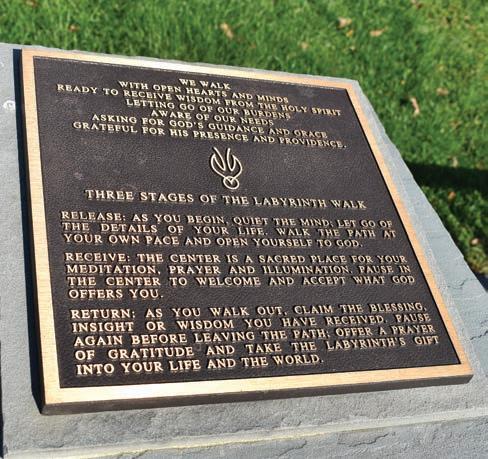 WE WALK
WITH OPEN HEARTS AND MINDS
READY TO RECEIVE WISDOM FROM THE HOLY SPIRIT
LETTING GO OF OUR BURDENS
AWARE OF OUR NEEDS
ASKING FOR GOD'S GUIDANCE AND GRACE
GRATEFUL FOR HIS PRESENCE AND PROVIDENCE.
THREE STAGES OF THE LABYRINTH WALK
RELEASE: AS YOU BEGIN, QUIET THE MIND; LET GO OF
THE DETAILS OF YOUR LIFE. WALK THE PATH AT
YOUR OWN PACE AND OPEN YOURSELF TO GOD.
RECEIVE: THE CENTER IS A SACRED PLACE FOR YOUR
MEDITATION, PRAYER AND ILLUMINATION. PAUSE IN
THE CENTER TO WELCOME AND ACCEPT WHAT GOD
OFFERS YOU.
RETURN: AS YOU WALK OUT, CLAIM THE BLESSING,
INSIGHT OR WISDOM YOU HAVE RECEIVED. PAUSE
AGAIN BEFORE LEAVING THE PATH. OFFER A PRAYER
OF GRATITUDE AND TAKE THE LABYRINTH'S GIFT
INTO YOUR LIFE AND THE WORLD.